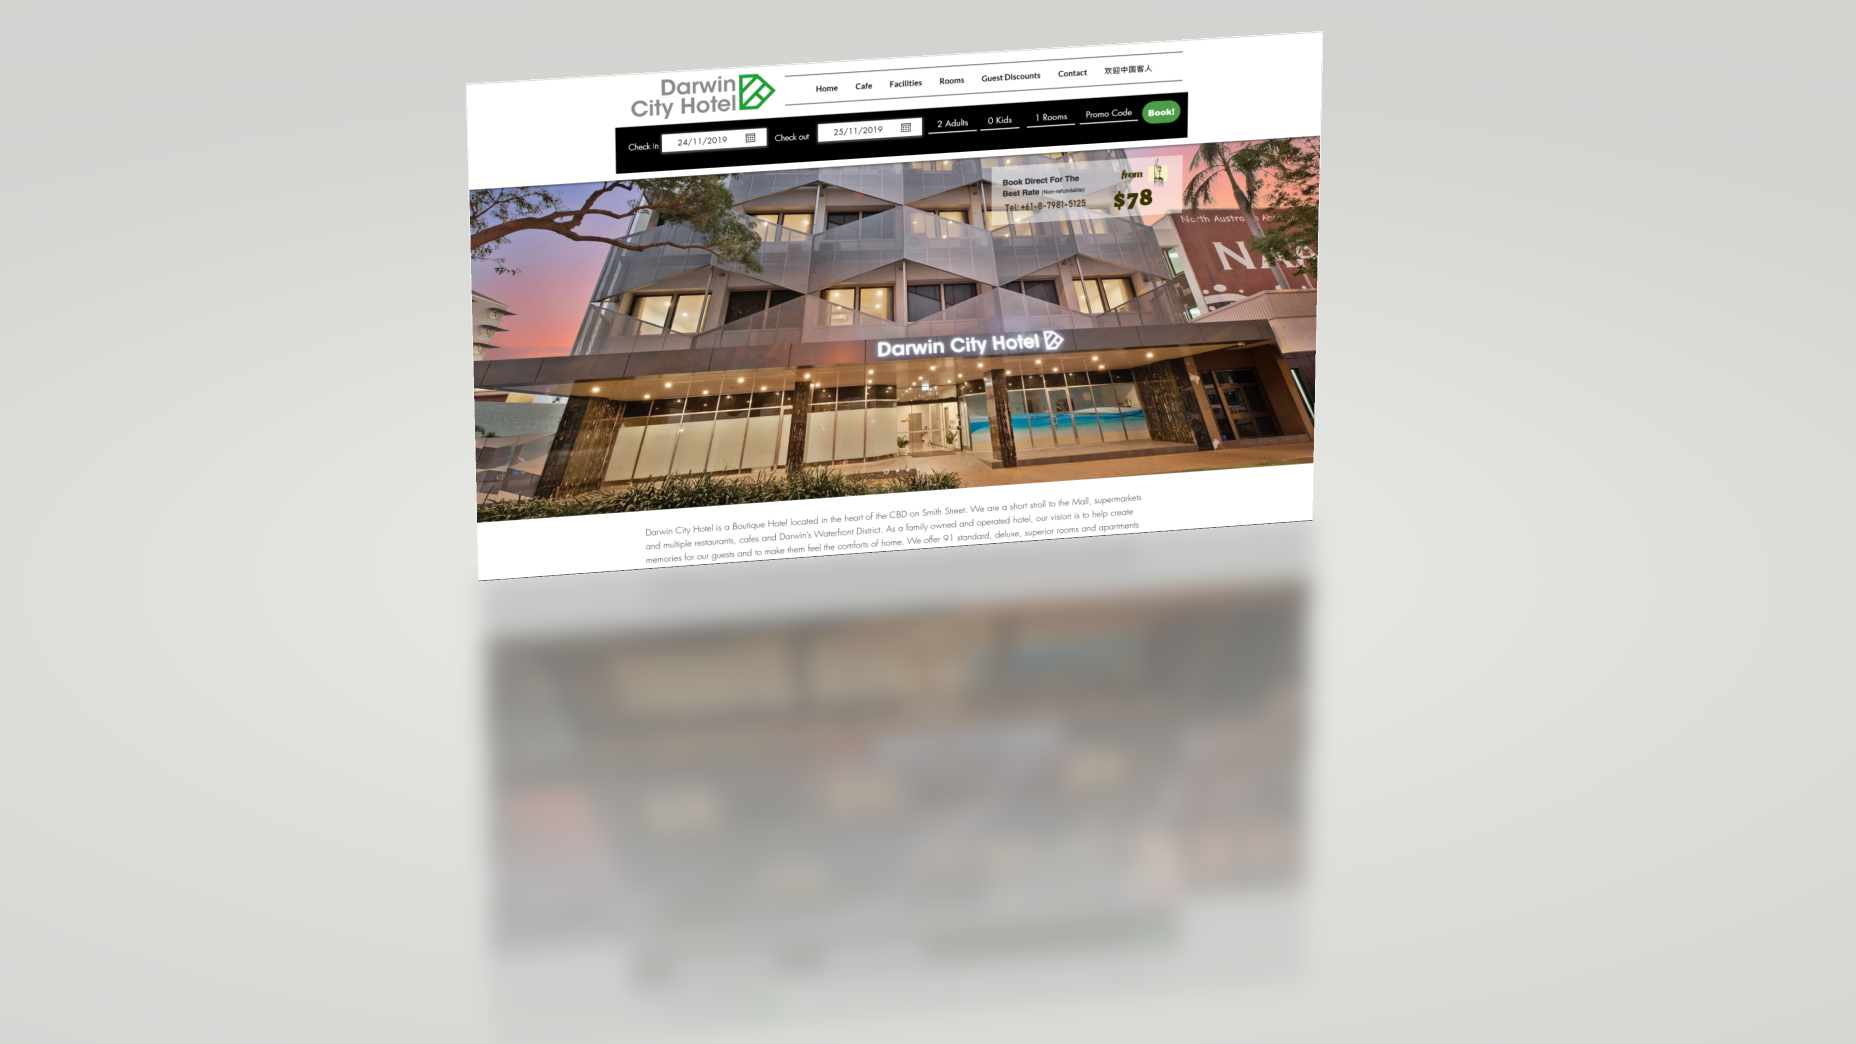 Darwin
City Hotel
Home Cafe Facilities Rooms Guest Discounts Contact 欢迎中国客人
Check in 24/11/2019 Check out 25/11/2019 2 Adults 0 Kids 1 Rooms Promo Code Book!
Book Direct For The
Best Rate (Non-refundable)
Tel:+61-8-7981-5125
from
$78
North Australia
Darwin City Hotel
Darwin City Hotel is a Boutique Hotel located in the heart of the CBD on Smith Street. We are a short stroll to the Mall, supermarkets
and multiple restaurants, cafes and Darwin's Waterfront District. As a family owned and operated hotel, our vision is to help create
memories for our guests and to make them feel the comforts of home. We offer 91 standard, deluxe, superior rooms and apartments